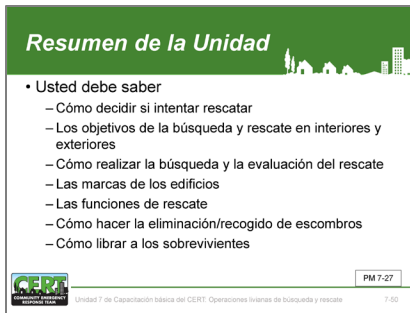 Resumen de la Unidad
• Usted debe saber
– Cómo decidir si intentar rescatar
– Los objetivos de la búsqueda y rescate en interiores y
exteriores
– Cómo realizar la búsqueda y la evaluación del rescate
– Las marcas de los edificios
– Las funciones de rescate
– Cómo hacer la eliminación/recogido de escombros
– Cómo librar a los sobrevivientes
PM 7-27
CERT
COMMUNITY EMERGENCY
RESPONSE TEAM
Unidad 7 de Capacitación básica del CERT: Operaciones livianas de búsqueda y rescate
7-50